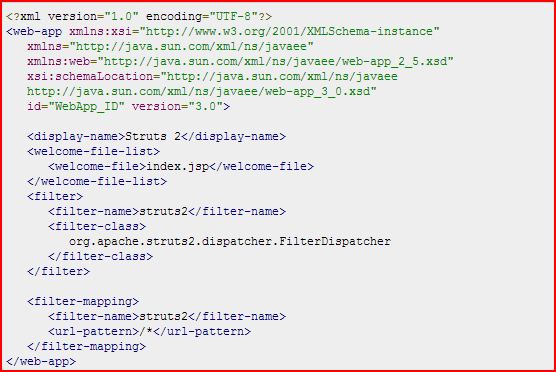 <?xml version="1.0" encoding="UTF-8"?>
<web-app xmlns:xsi="http://www.w3.org/2001/XMLSchema-instance"
   xmlns="http://java.sun.com/xml/ns/javaee"
   xmlns:web="http://java.sun.com/xml/ns/javaee/web-app_2_5.xsd"
   xsi:schemaLocation="http://java.sun.com/xml/ns/javaee
   http://java.sun.com/xml/ns/javaee/web-app_3_0.xsd"
   id="WebApp_ID" version="3.0">

   <display-name>Struts 2</display-name>
   <welcome-file-list>
      <welcome-file>index.jsp</welcome-file>
   </welcome-file-list>
   <filter>
      <filter-name>struts2</filter-name>
      <filter-class>
         org.apache.struts2.dispatcher.FilterDispatcher
      </filter-class>
   </filter>

   <filter-mapping>
      <filter-name>struts2</filter-name>
      <url-pattern>/*</url-pattern>
   </filter-mapping>
</web-app>